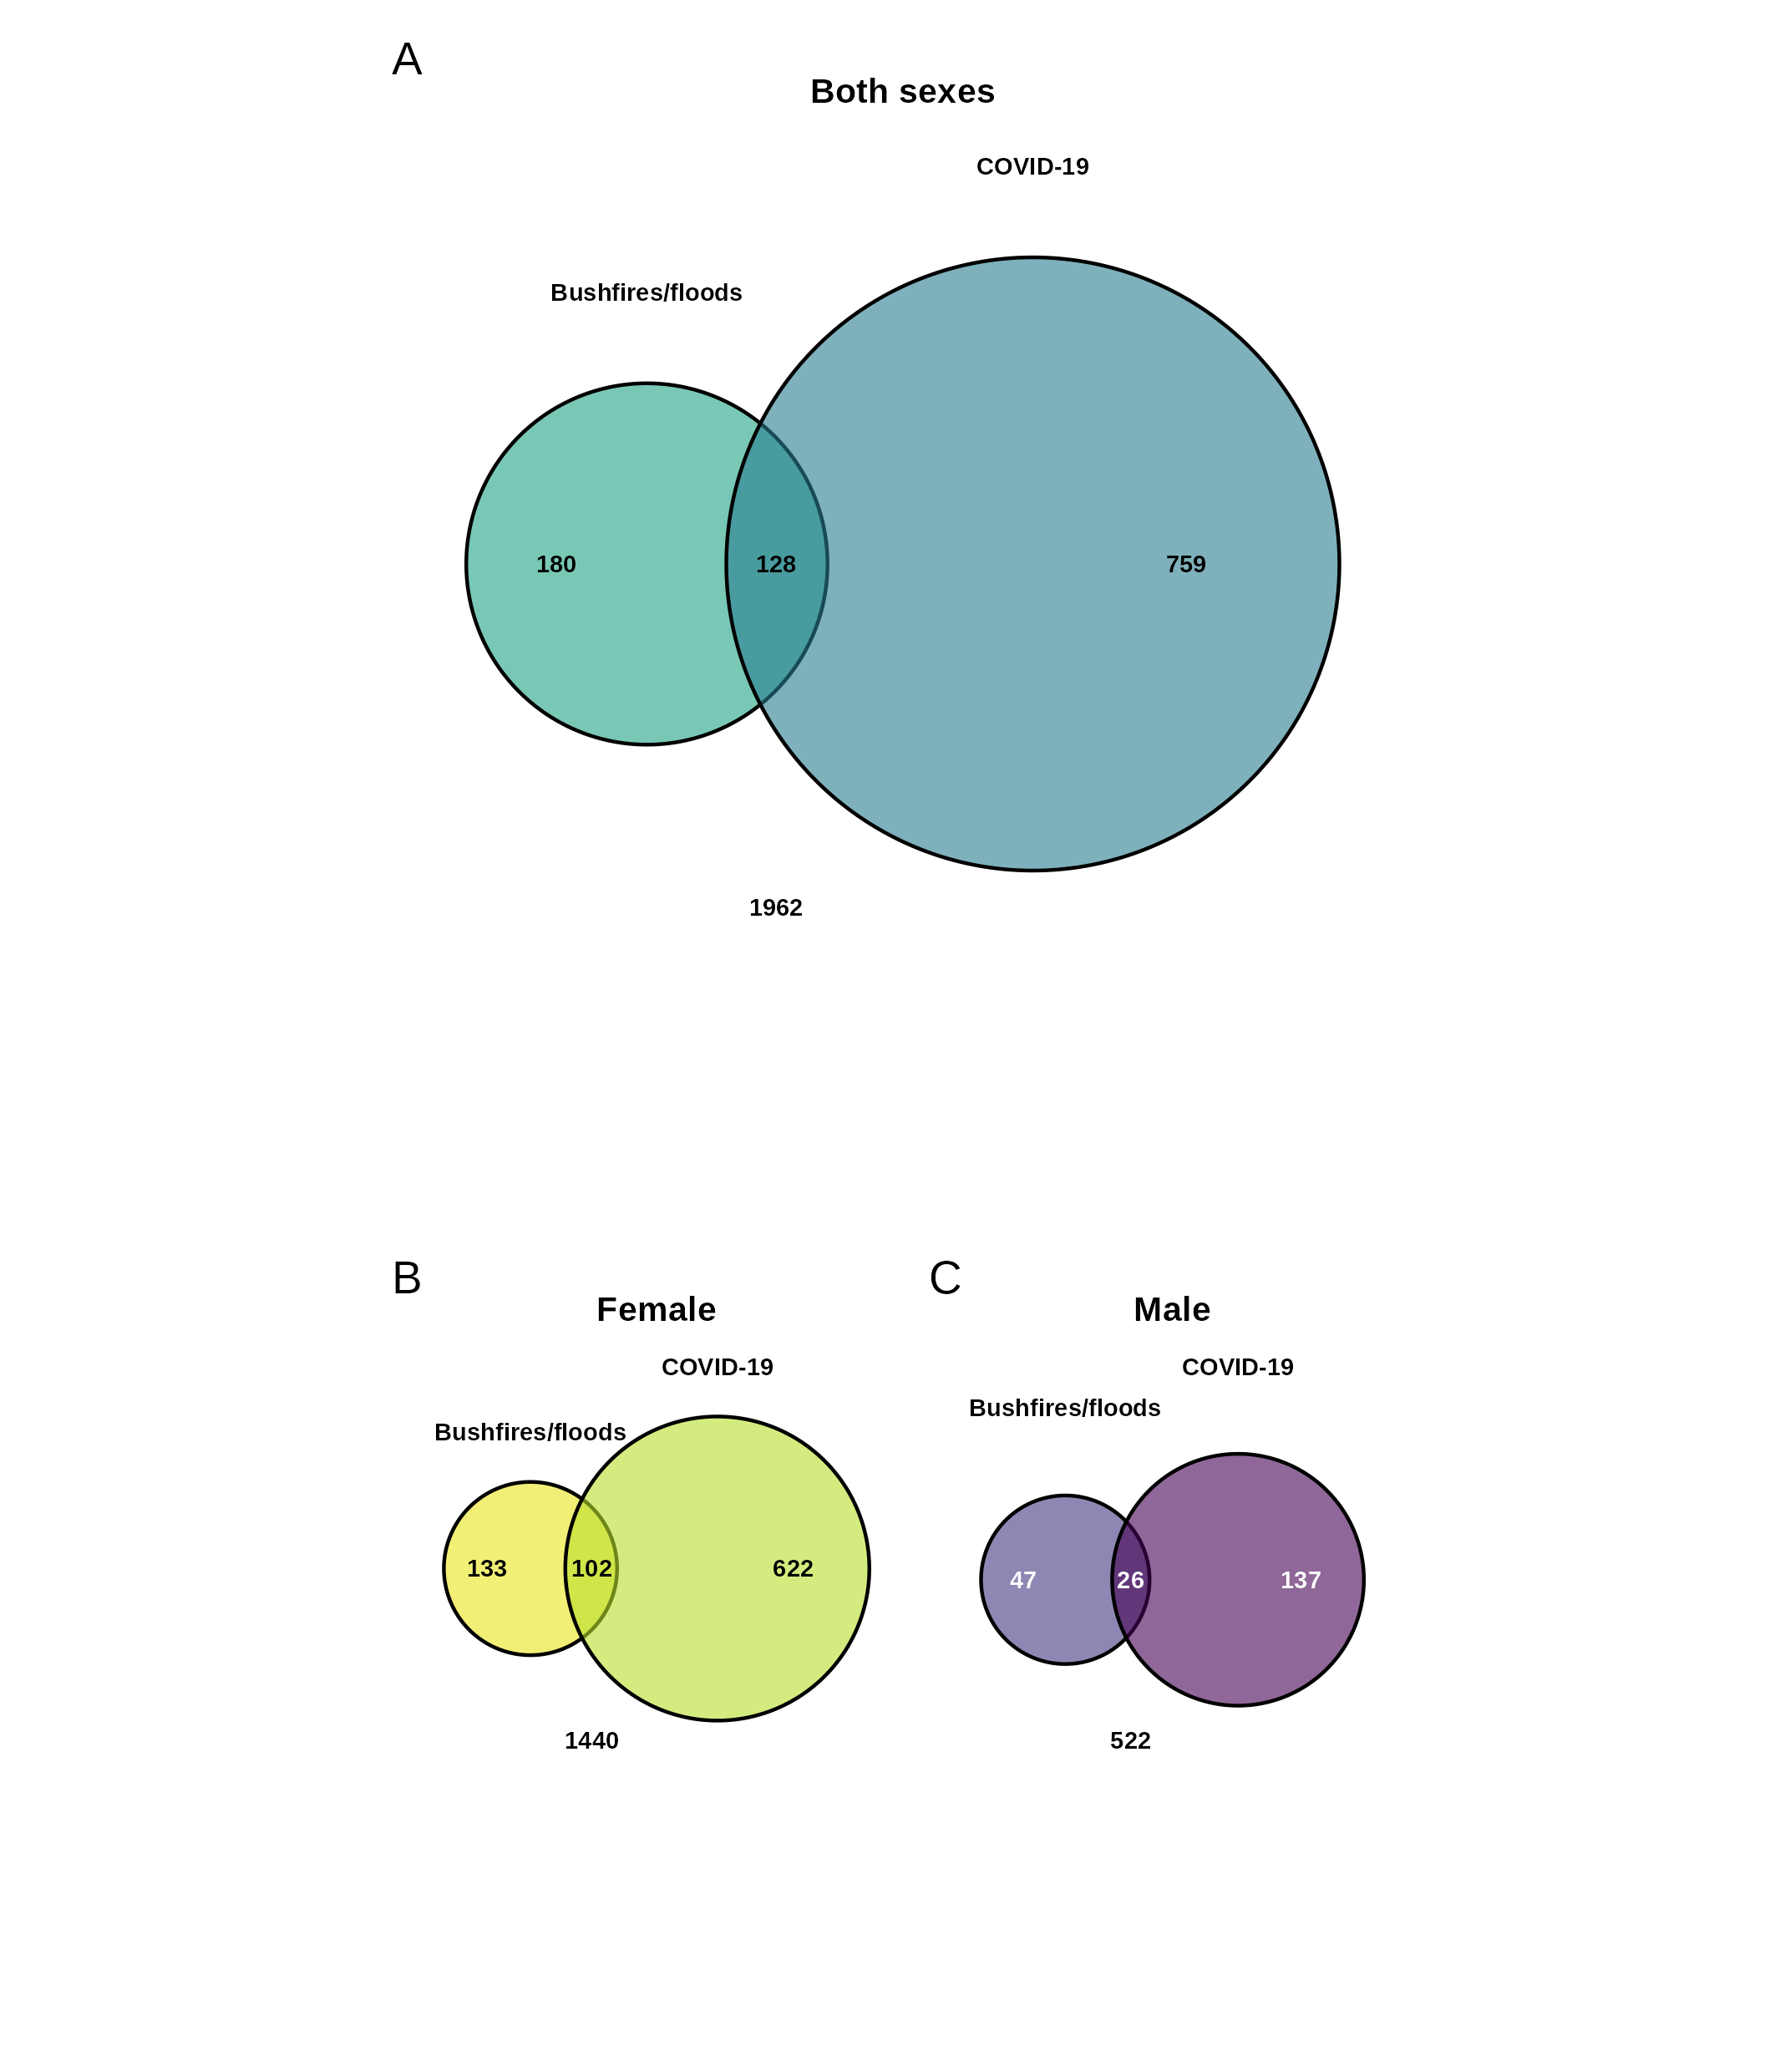 A
Both sexes
COVID-19
Bushfires/floods
180
128
759
1962
B
Female
COVID-19
Bushfires/floods
133
102
622
1440
C
Male
COVID-19
Bushfires/floods
47
26
137
522